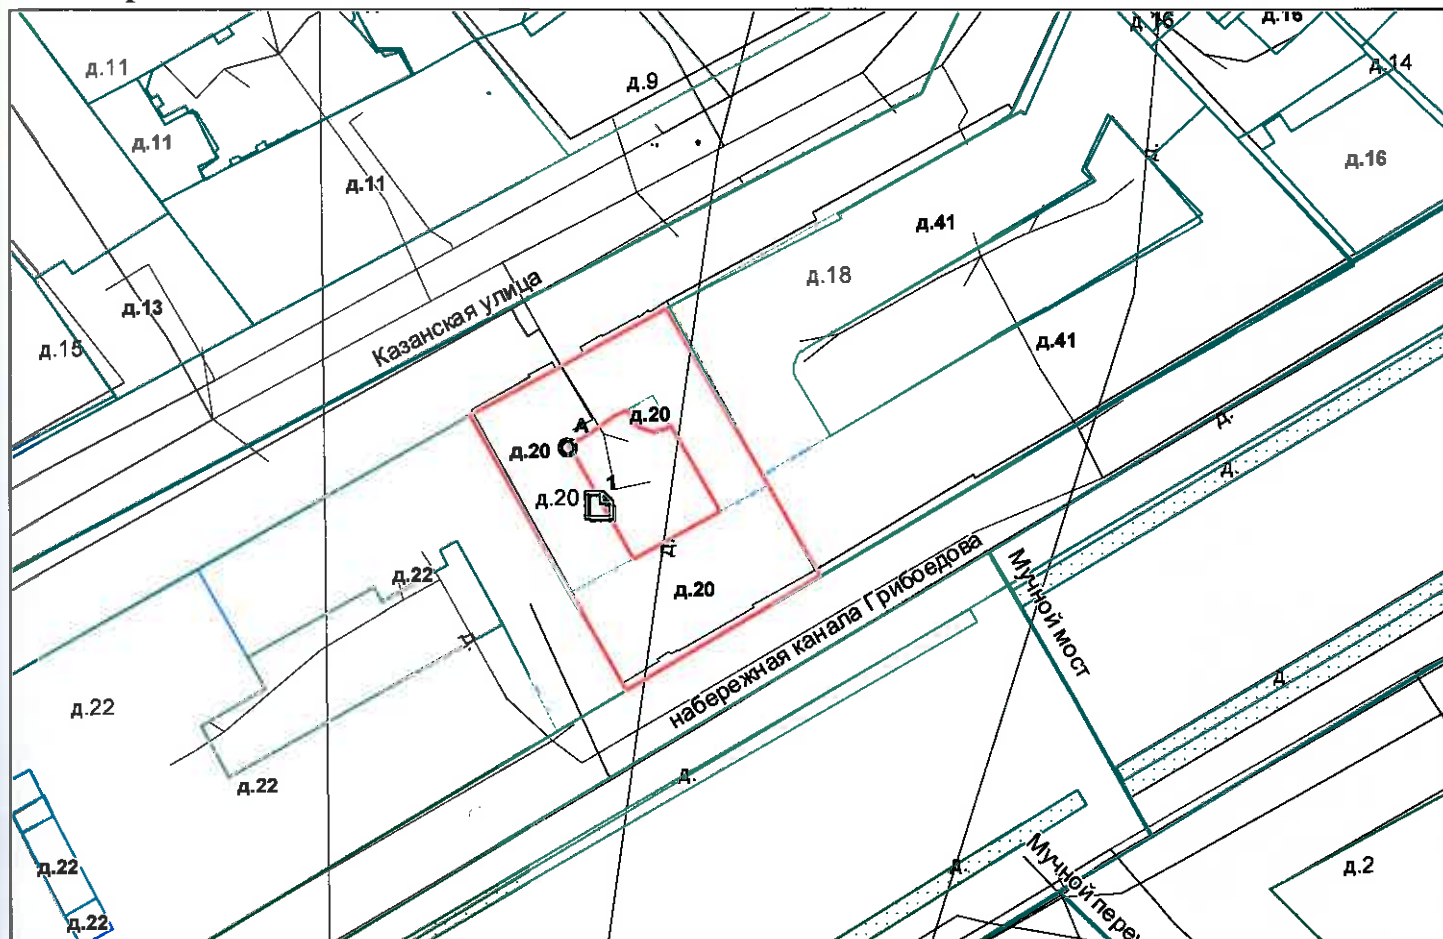 д.16
д.16
д.14
д.11
д.9
д.11
д.16
д.11
д.41
д.18
Казанская улица
д.13
д.41
д.15
д.20
д.
А
д.20
д.
1
д.20
Мучной мост
набережная канала Грибоедова
д.22
д.20
д.
д.22
д.
д.22
Мучной пере
д.
д.2
д.22
д.22